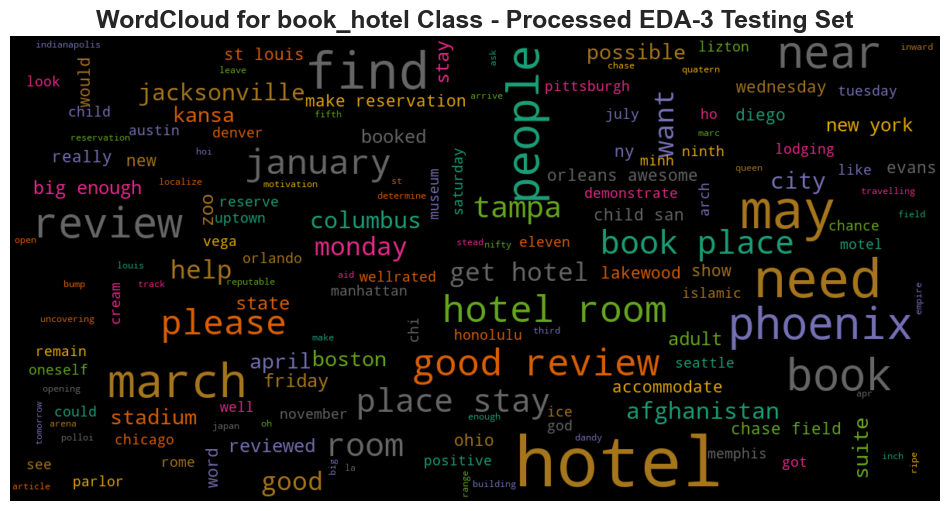 WordCloud for book_hotel Class - Processed EDA-3 Testing Set
indianapolis
st louis
find
stay
people
ask
possible
lizton
near
inward
look
would
jacksonville
make reservation
leave
arrive
pittsburgh
chase
quatern
wednesday
tuesday
child
kansa
fifth
july
want
ho
diego
new york
reservation
austin
denver
booked
ny
marc
minn
ninth
lodging
really
new
hoi
january
orleans awesome
queen
like
evans
big enough
localize
motivation
st
determine
museum
saturday
demonstrate
arch
city
travelling
zoo
reserve
uptown
columbus
tampa
child san
may
chance
field
review
open
vega
monday
stead
nifty
eleven
book place
motel
louis
orlando
aid
wellrated
help
reputable
get hotel
lakewood
show
need
bump
track
cream
state
manhattan
islamic
empire
uncovering
please
chi
hotel room
honolulu
third
phoenix
make
adult
remain
april
boston
good review
seattle
oneself
friday
accommodate
book
opening
march
place stay
apr
could
well
november
enough
ice
afghanistan
tomorrow
arena
stadium
japan
oh
god
chase field
suite
polloi
chicago
reviewed
room
ohio
hotel
dandy
memphis
see
rome
word
big
la
positive
got
inch
ripe
article
parlor
good
range
building